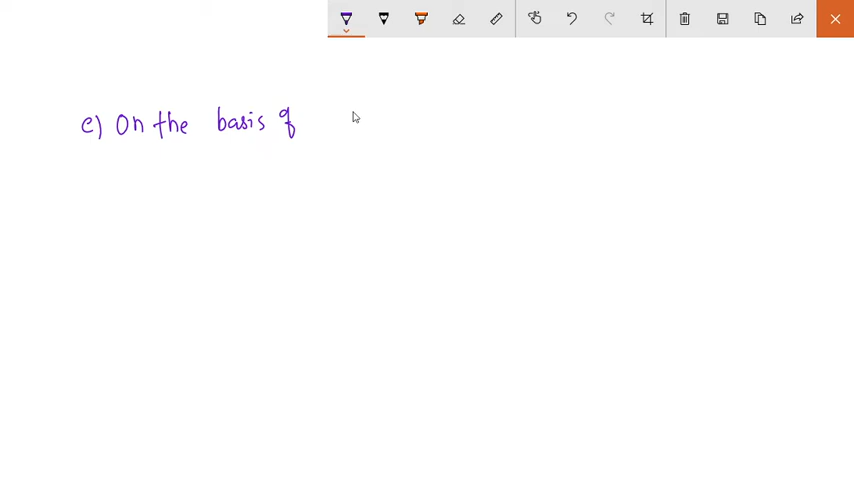 e) On the basis of